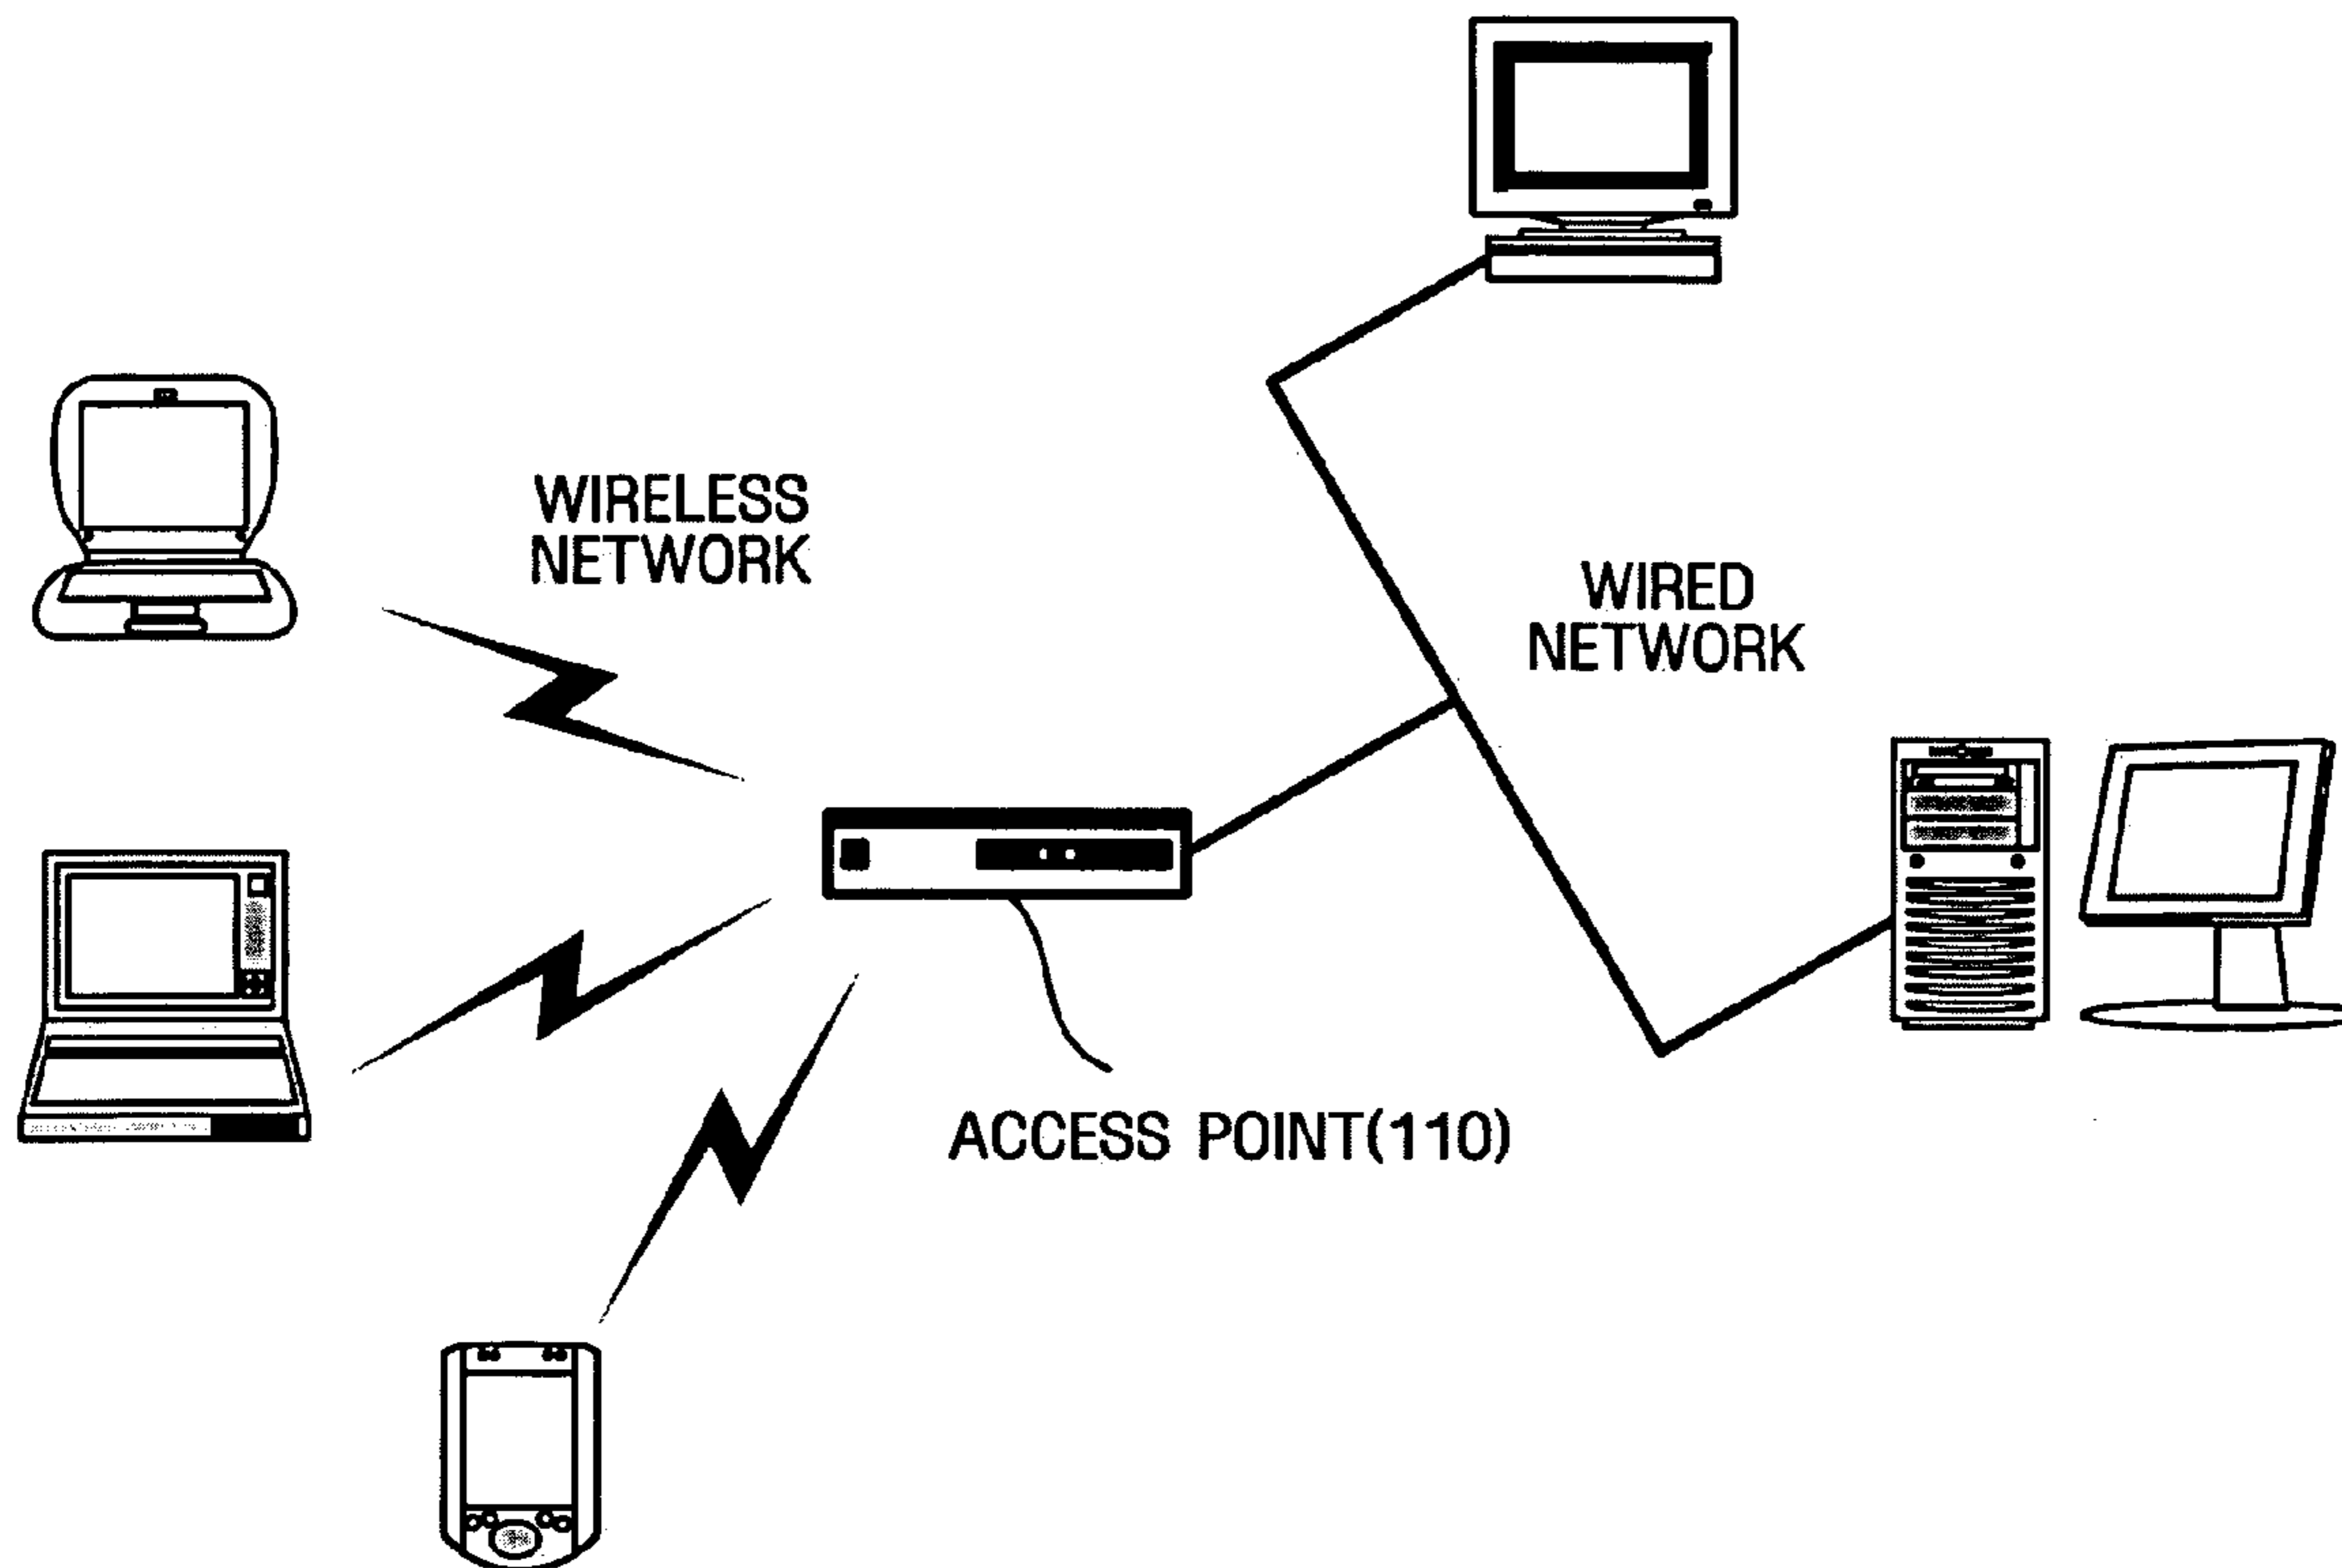 WIRELESS
NETWORK
WIRED
NETWORK
ACCESS POINT(110)